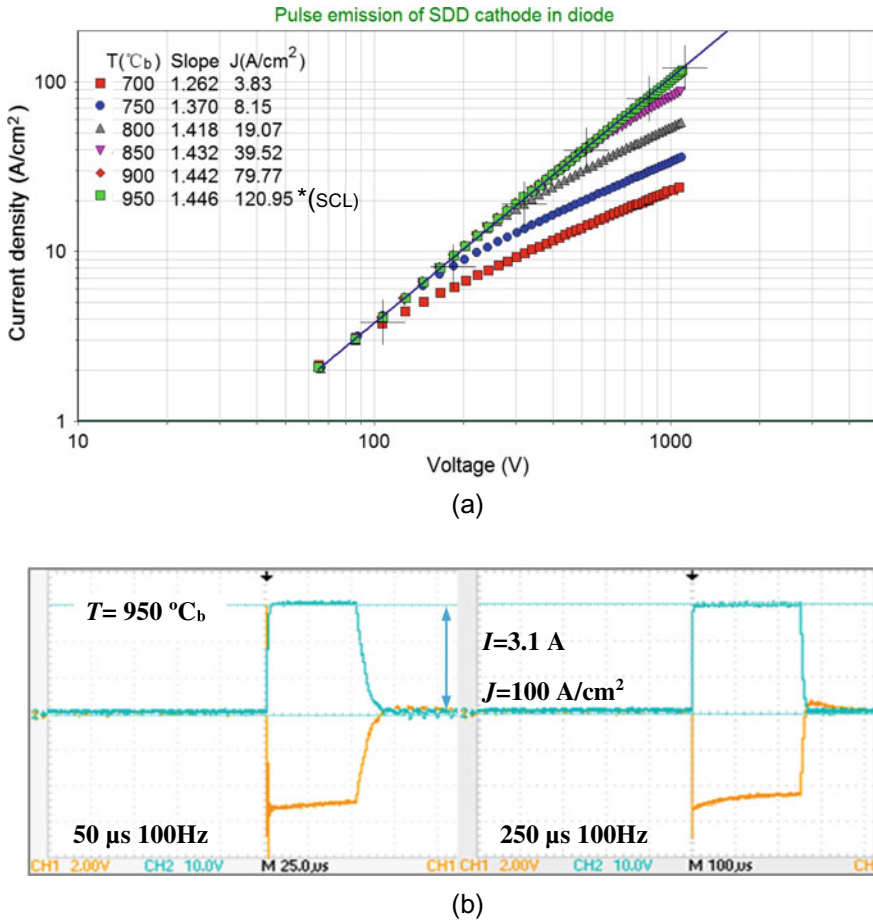 Pulse emission of SDD cathode in diode
T(℃b) Slope J(A/cm²)
700 1.262 3.83
750 1.370 8.15
800 1.418 19.07
850 1.432 39.52
900 1.442 79.77
950 1.446 120.95 *(SCL)
Current density (A/cm²)
100
10
1
10 100 1000
Voltage (V)
(a)
T= 950 ºCb
I=3.1 A
J=100 A/cm²
2
2
50 µs 100Hz
250 µs 100Hz
CH1 2.00V CH2 10.0V M 25.0µs CH1
CH1 2.00V CH2 10.0V M 100µs
(b)